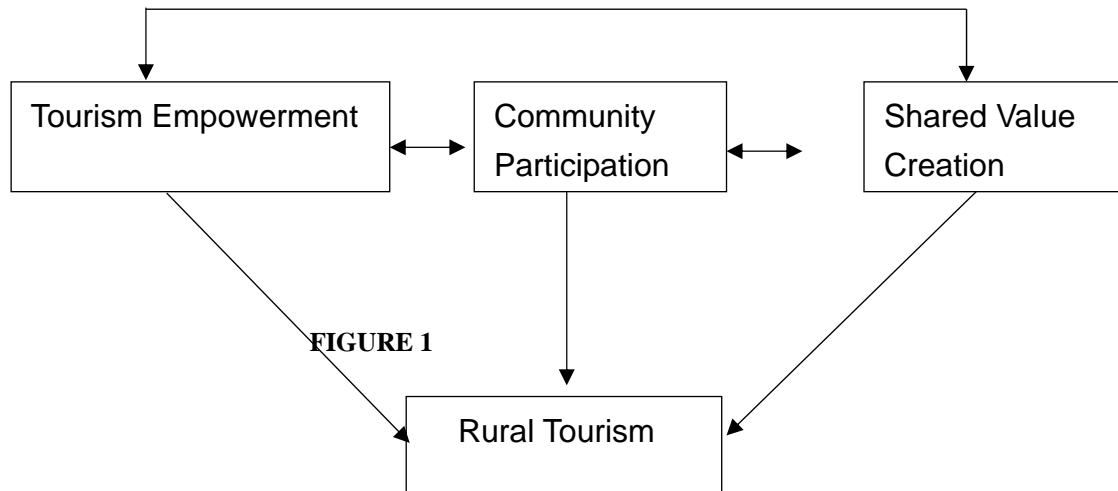 Tourism Empowerment
Community
Participation
Shared Value
Creation
FIGURE 1
Rural Tourism